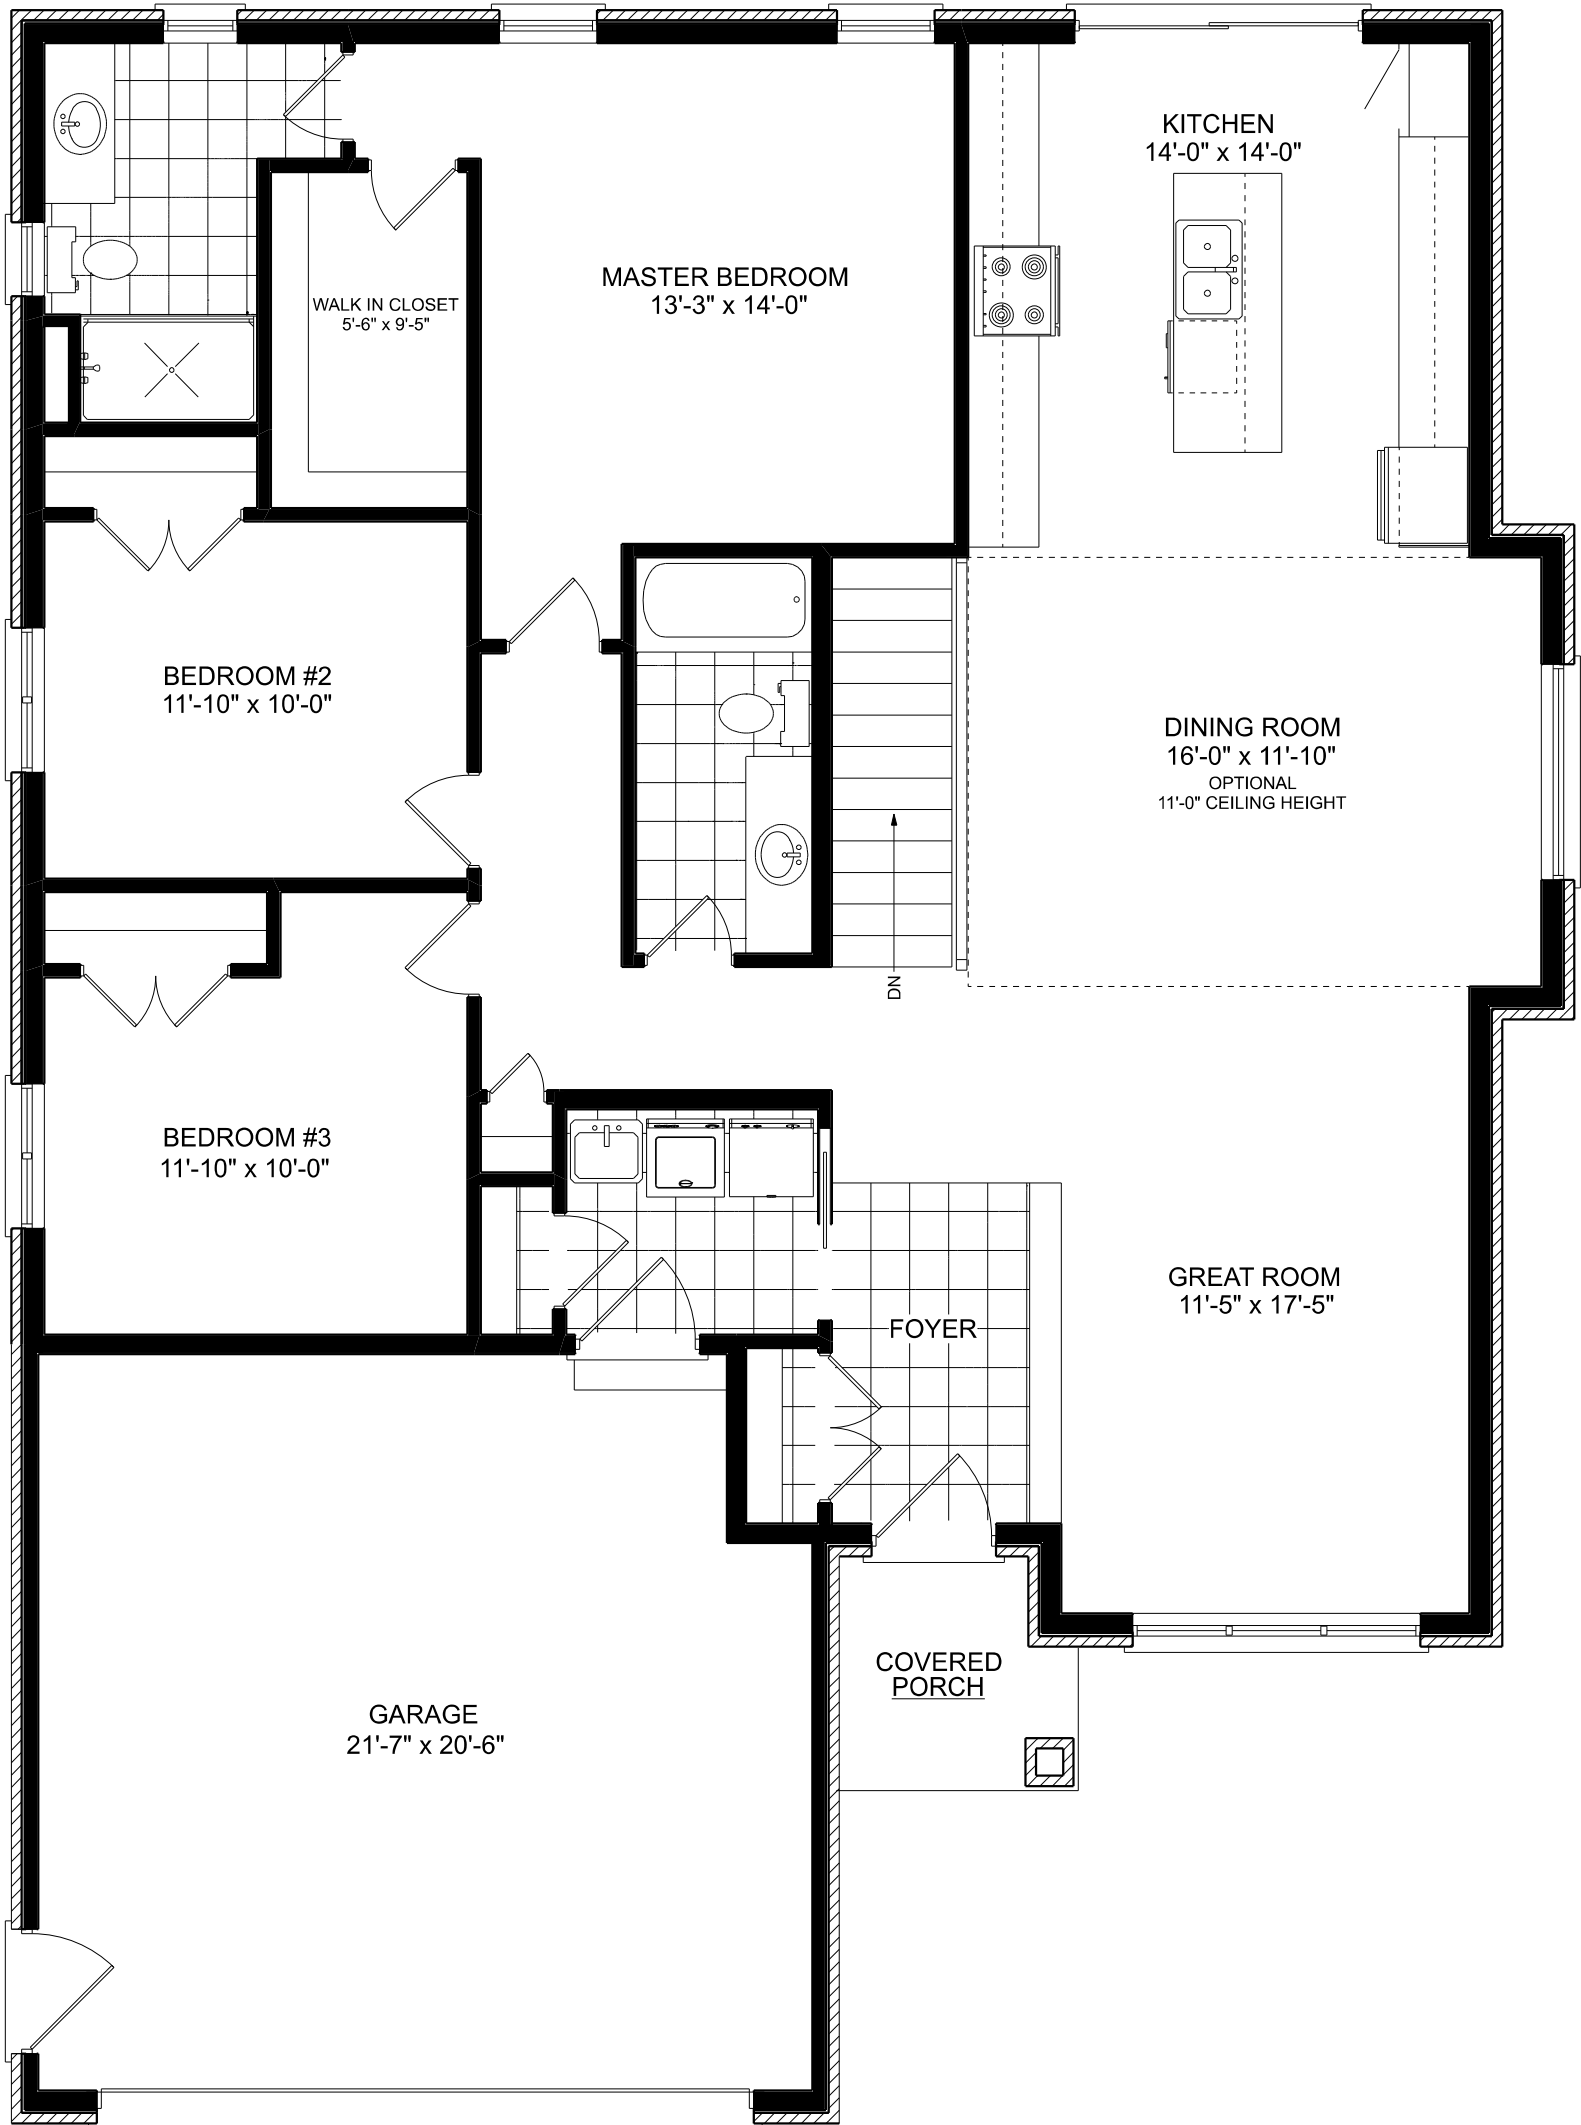 KITCHEN
14'-0" x 14'-0"
MASTER BEDROOM
13'-3" x 14'-0"
WALK IN CLOSET
5'-6" x 9'-5"
BEDROOM #2
11'-10" x 10'-0"
DINING ROOM
16'-0" x 11'-10"
OPTIONAL
11'-0" CEILING HEIGHT
DN
BEDROOM #3
11'-10" x 10'-0"
GREAT ROOM
11'-5" x 17'-5"
FOYER
COVERED
PORCH
GARAGE
21'-7" x 20'-6"